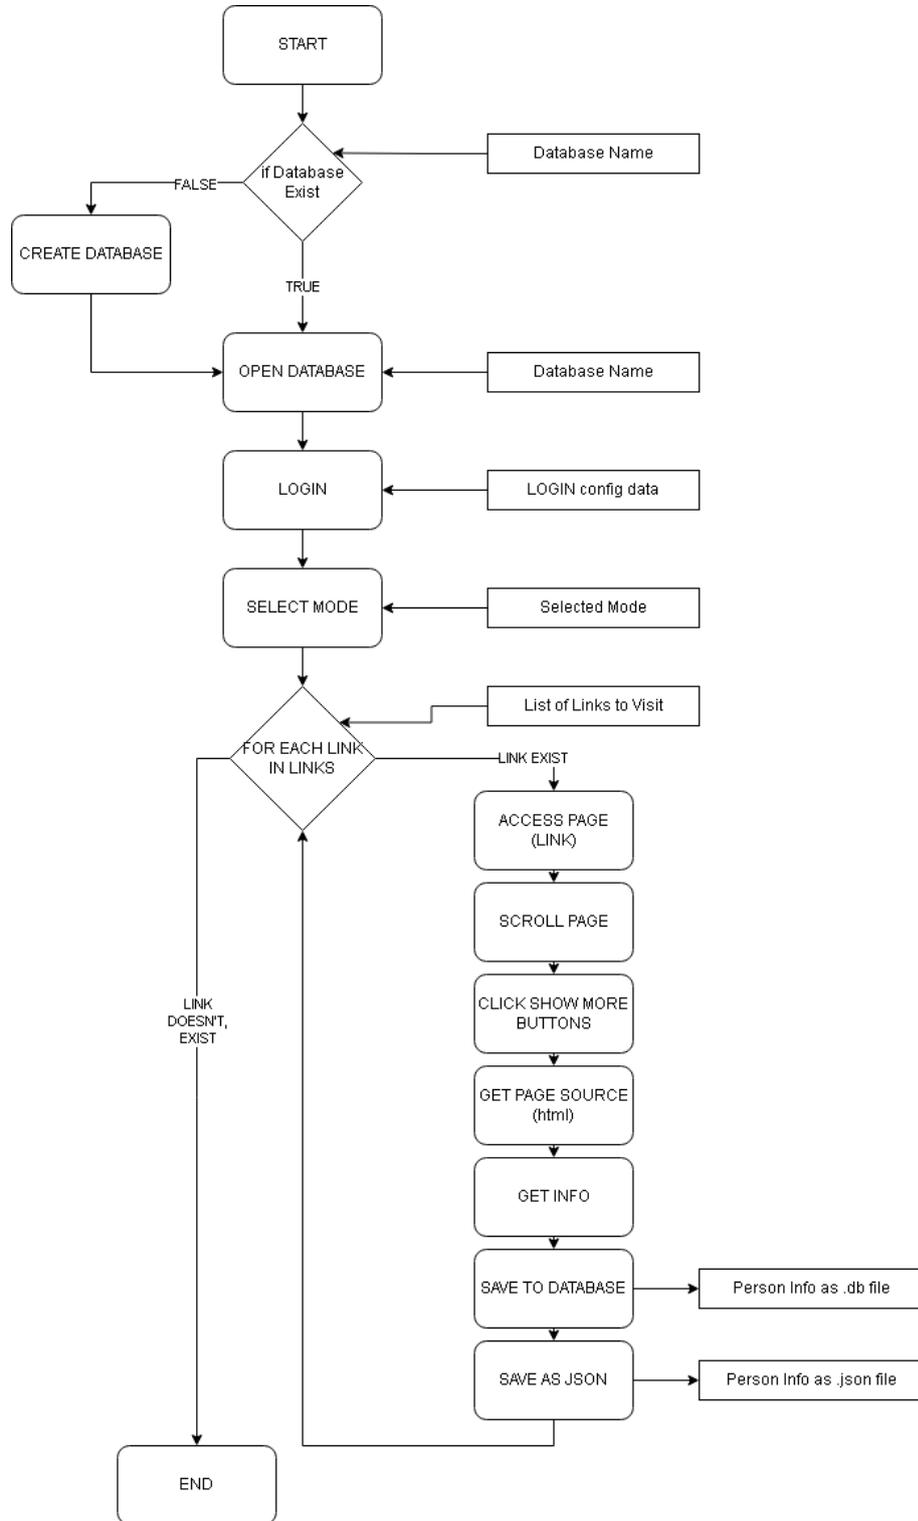 START
Database Name
if Database
Exist
FALSE
CREATE DATABASE
TRUE
OPEN DATABASE
Database Name
LOGIN
LOGIN config data
SELECT MODE
Selected Mode
List of Links to Visit
FOR EACH LINK
IN LINKS
LINK EXIST
ACCESS PAGE
(LINK)
SCROLL PAGE
CLICK SHOW MORE
BUTTONS
LINK
DOESN'T,
EXIST
GET PAGE SOURCE
(html)
GET INFO
SAVE TO DATABASE
Person Info as .db file
SAVE AS JSON
Person Info as .json file
END